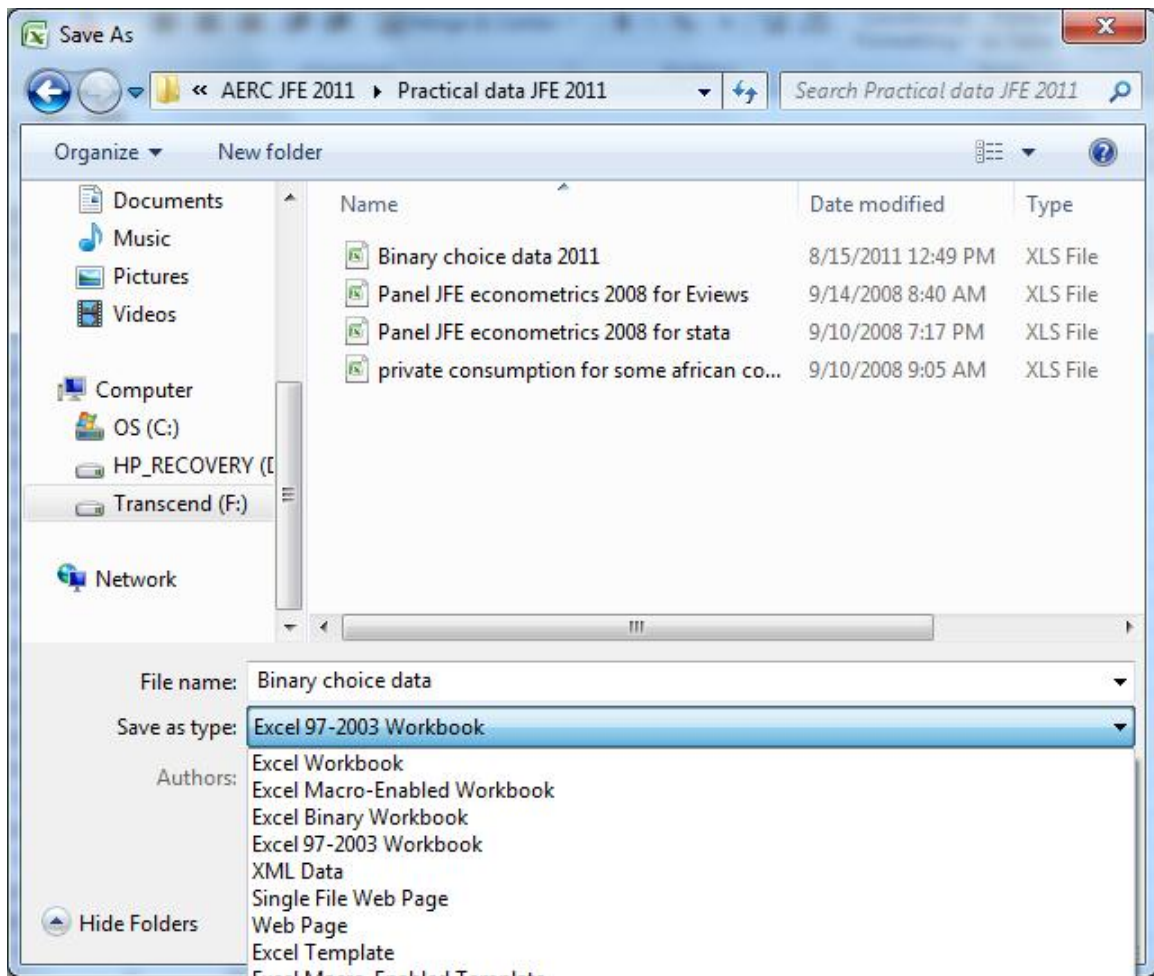 Save As
« AERC JFE 2011 ▸ Practical data JFE 2011
Search Practical data JFE 2011
Organize
New folder
Documents
Music
Pictures
Videos
Computer
OS (C:)
HP_RECOVERY (D
Transcend (F:)
Network
Name Date modified Type
Binary choice data 2011 8/15/2011 12:49 PM XLS File
Panel JFE econometrics 2008 for Eviews 9/14/2008 8:40 AM XLS File
Panel JFE econometrics 2008 for stata 9/10/2008 7:17 PM XLS File
private consumption for some african co... 9/10/2008 9:05 AM XLS File
File name: Binary choice data
Save as type: Excel 97-2003 Workbook
Authors:
Excel Workbook
Excel Macro-Enabled Workbook
Excel Binary Workbook
Excel 97-2003 Workbook
XML Data
Single File Web Page
Web Page
Excel Template
Excel Macro-Enabled Template
Hide Folders